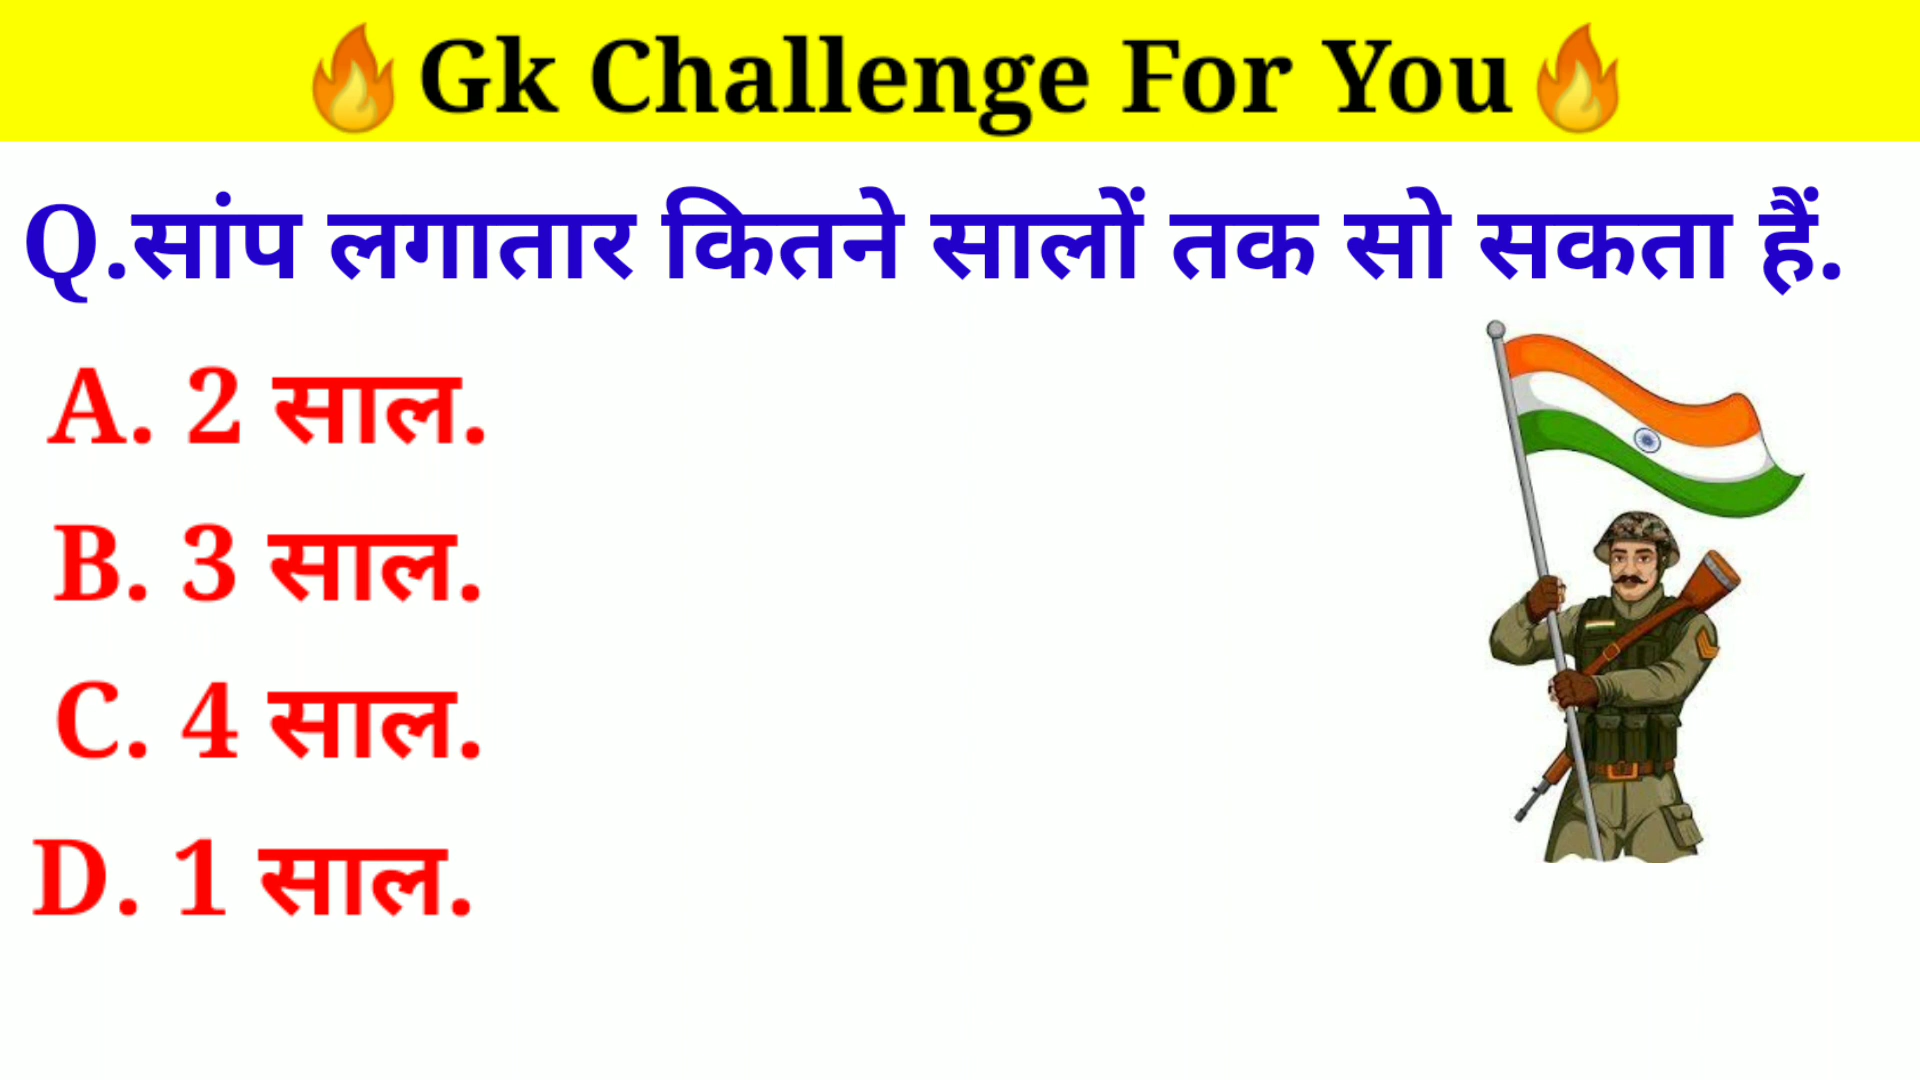 🔥Gk Challenge For You🔥
Q.सांप लगातार कितने सालों तक सो सकता हैं.
A. 2 साल.
B. 3 साल.
C. 4 साल.
D. 1 साल.